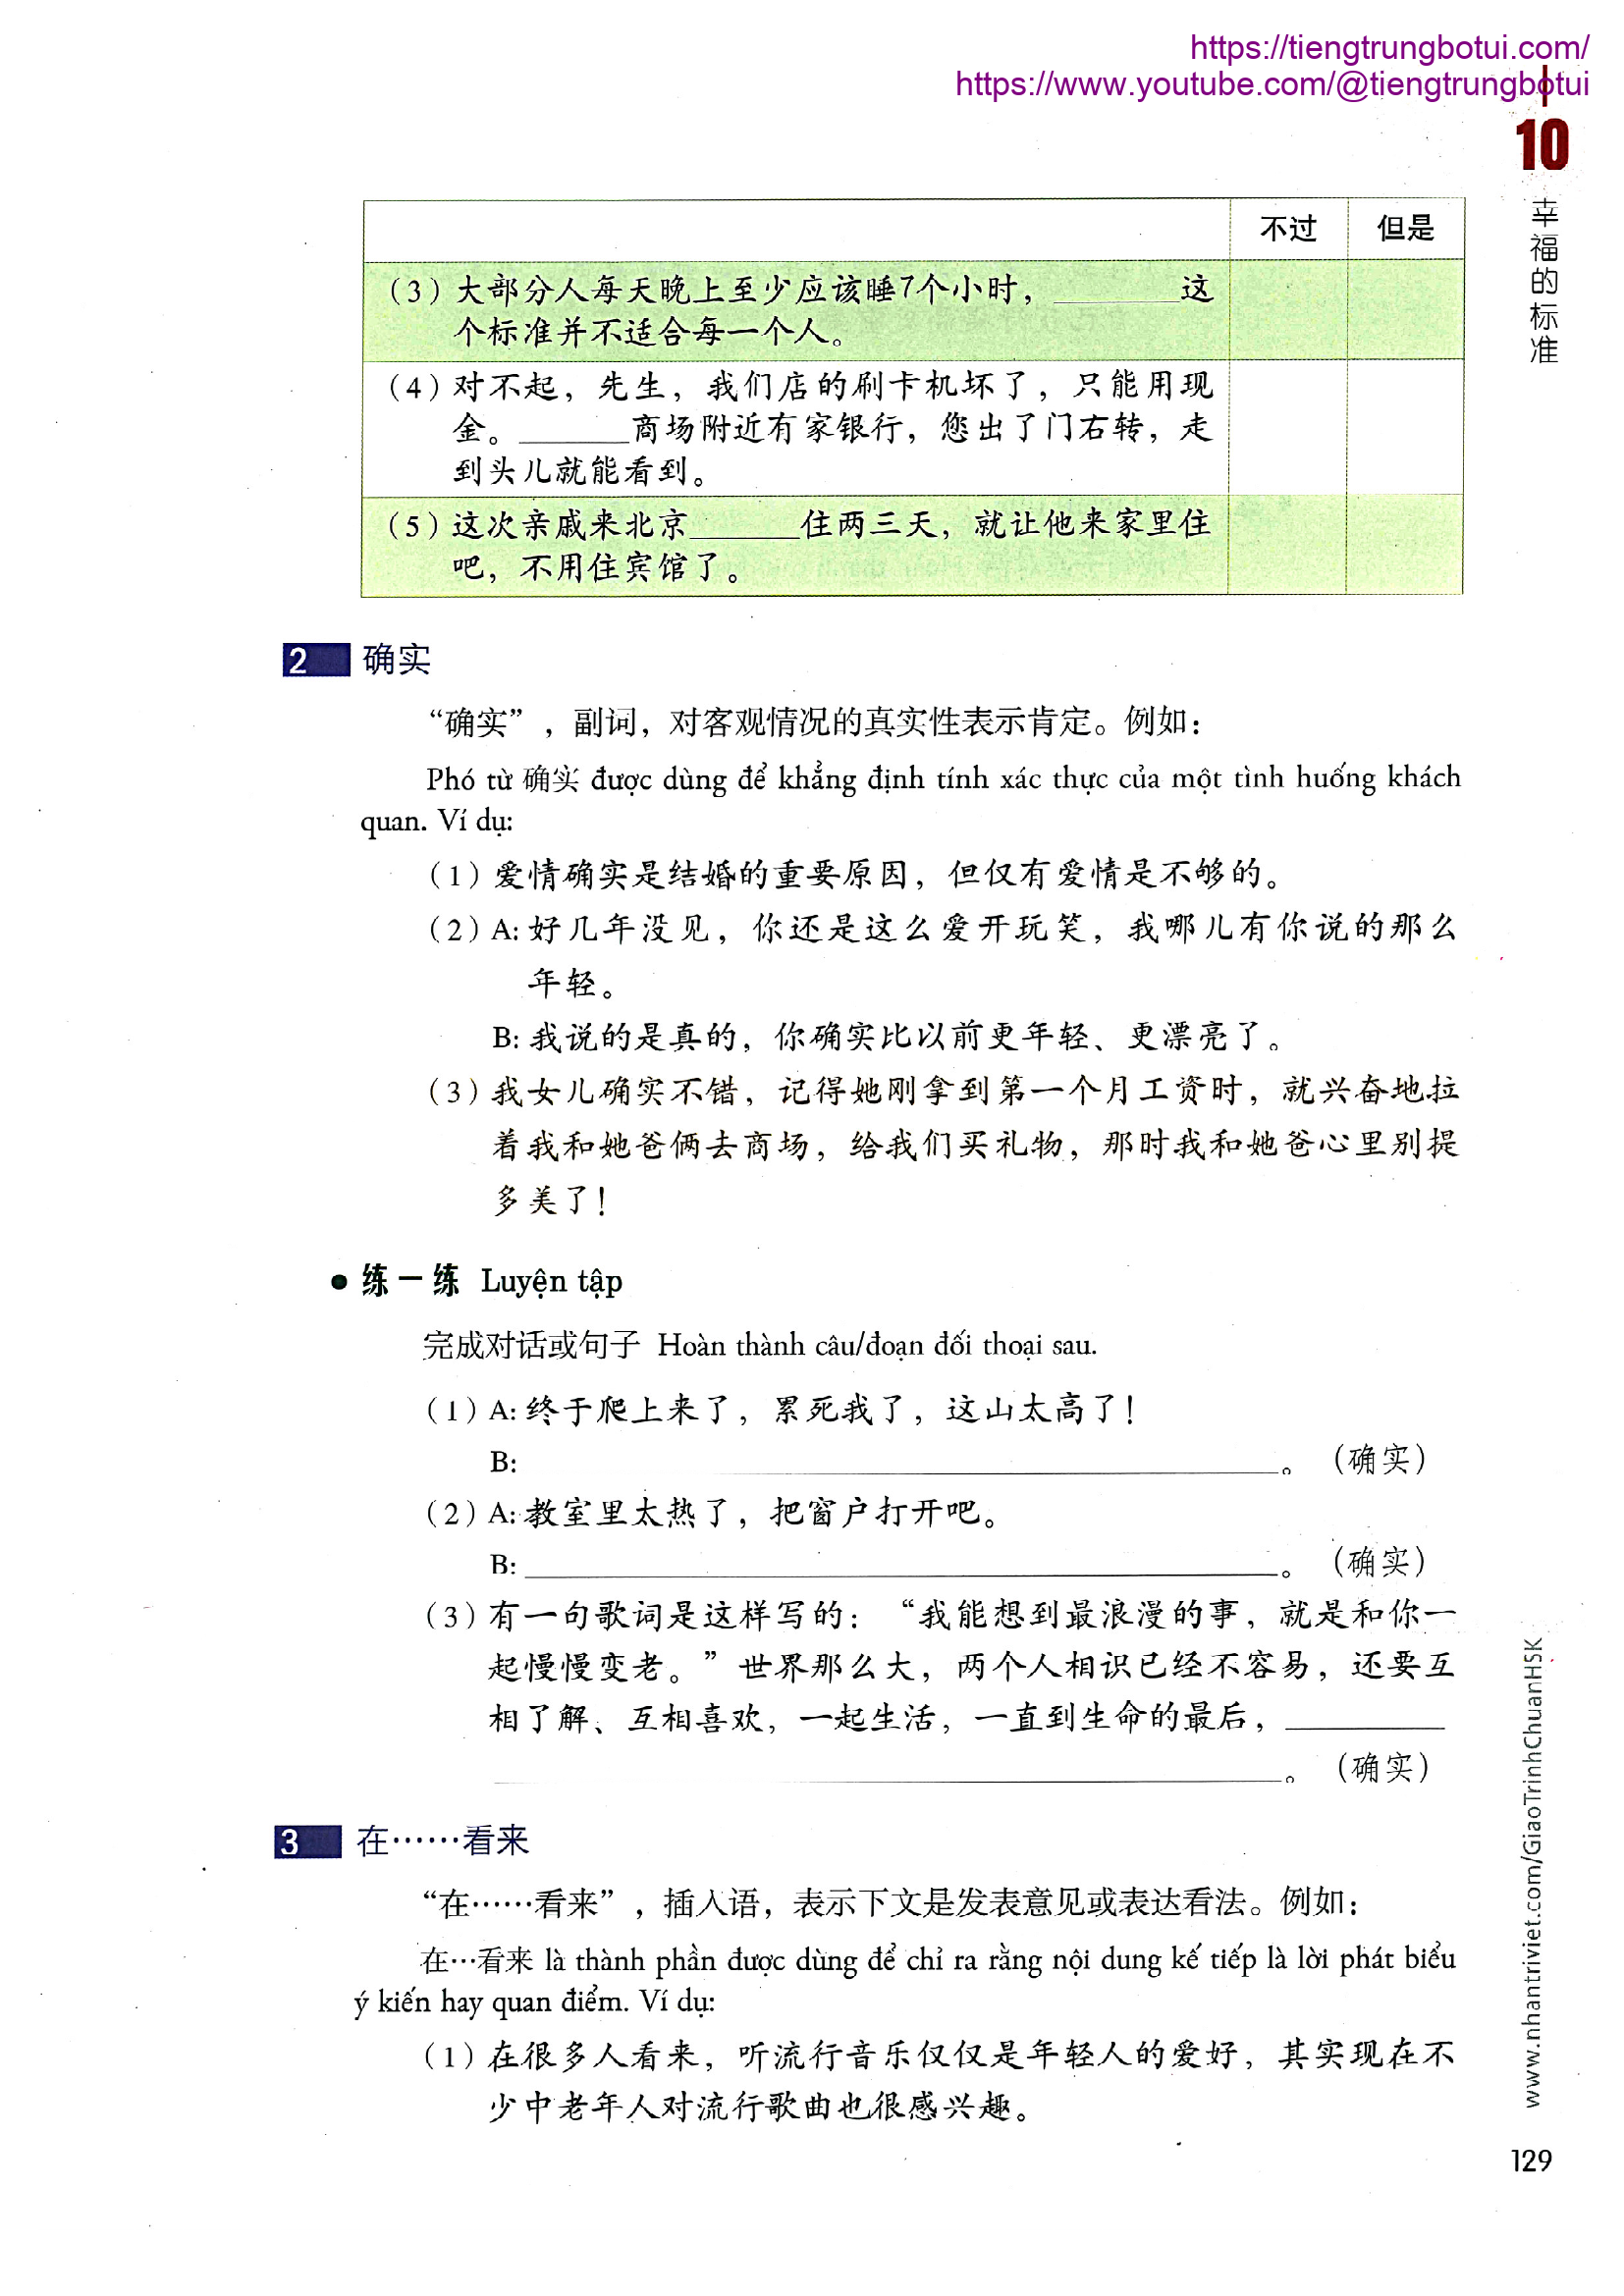 https://tiengtrungbotui.com/
https://www.youtube.com/@tiengtrungbotui
10
幸福的标准
不过 但是
（3）大部分人每天晚上至少应该睡7个小时，________这
个标准并不适合每一个人。
（4）对不起，先生，我们店的刷卡机坏了，只能用现
金。_______商场附近有家银行，您出了门右转，走
到头儿就能看到。
（5）这次亲戚来北京_______住两三天，就让他来家里住
吧，不用住宾馆了。
2 确实
“确实”，副词，对客观情况的真实性表示肯定。例如：
Phó từ 确实 được dùng để khẳng định tính xác thực của một tình huống khách
quan. Ví dụ:
（1）爱情确实是结婚的重要原因，但仅有爱情是不够的。
（2）A: 好几年没见，你还是这么爱开玩笑，我哪儿有你说的那么
年轻。
B: 我说的是真的，你确实比以前更年轻、更漂亮了。
（3）我女儿确实不错，记得她刚拿到第一个月工资时，就兴奋地拉
着我和她爸俩去商场，给我们买礼物，那时我和她爸心里别提
多美了！
● 练一练 Luyện tập
完成对话或句子 Hoàn thành câu/đoạn đối thoại sau.
（1）A: 终于爬上来了，累死我了，这山太高了！
B: ________________________。（确实）
（2）A: 教室里太热了，把窗户打开吧。
B: ________________________。（确实）
（3）有一句歌词是这样写的：“我能想到最浪漫的事，就是和你一
起慢慢变老。”世界那么大，两个人相识已经不容易，还要互
相了解、互相喜欢，一起生活，一直到生命的最后，__________
________________________。（确实）
3 在……看来
“在……看来”，插入语，表示下文是发表意见或表达看法。例如：
在…看来 là thành phần được dùng để chỉ ra rằng nội dung kế tiếp là lời phát biểu
ý kiến hay quan điểm. Ví dụ:
（1）在很多人看来，听流行音乐仅仅是年轻人的爱好，其实现在不
少中老年人对流行歌曲也很感兴趣。
www.nhantriviet.com/GiaoTrinhChuanHSK
129